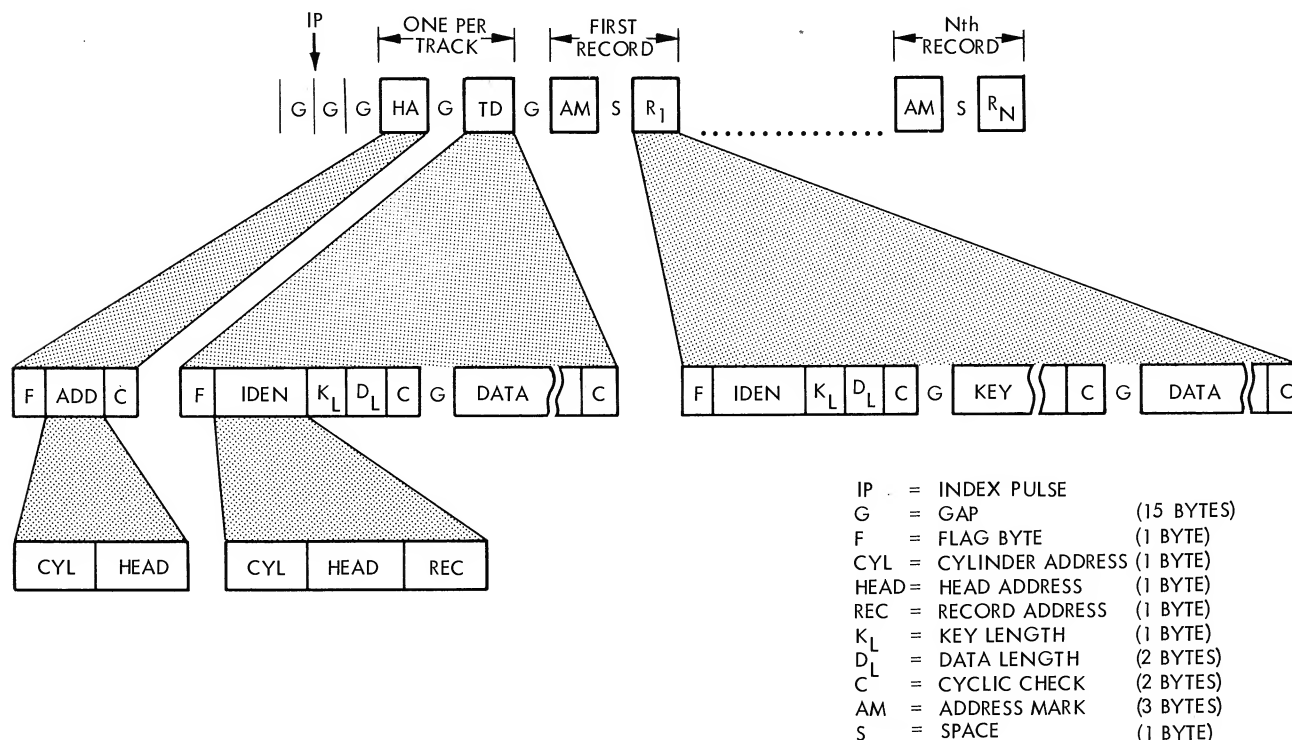 IP
ONE PER
TRACK
FIRST
RECORD
Nth
RECORD
G G G HA G TD G AM S R1 AM S RN
F ADD C
F IDEN KL DL C G DATA C
F IDEN KL DL C G KEY C G DATA C
CYL HEAD
CYL HEAD REC
IP = INDEX PULSE
G = GAP (15 BYTES)
F = FLAG BYTE (1 BYTE)
CYL = CYLINDER ADDRESS (1 BYTE)
HEAD = HEAD ADDRESS (1 BYTE)
REC = RECORD ADDRESS (1 BYTE)
KL = KEY LENGTH (1 BYTE)
DL = DATA LENGTH (2 BYTES)
C = CYCLIC CHECK (2 BYTES)
AM = ADDRESS MARK (3 BYTES)
S = SPACE (1 BYTE)